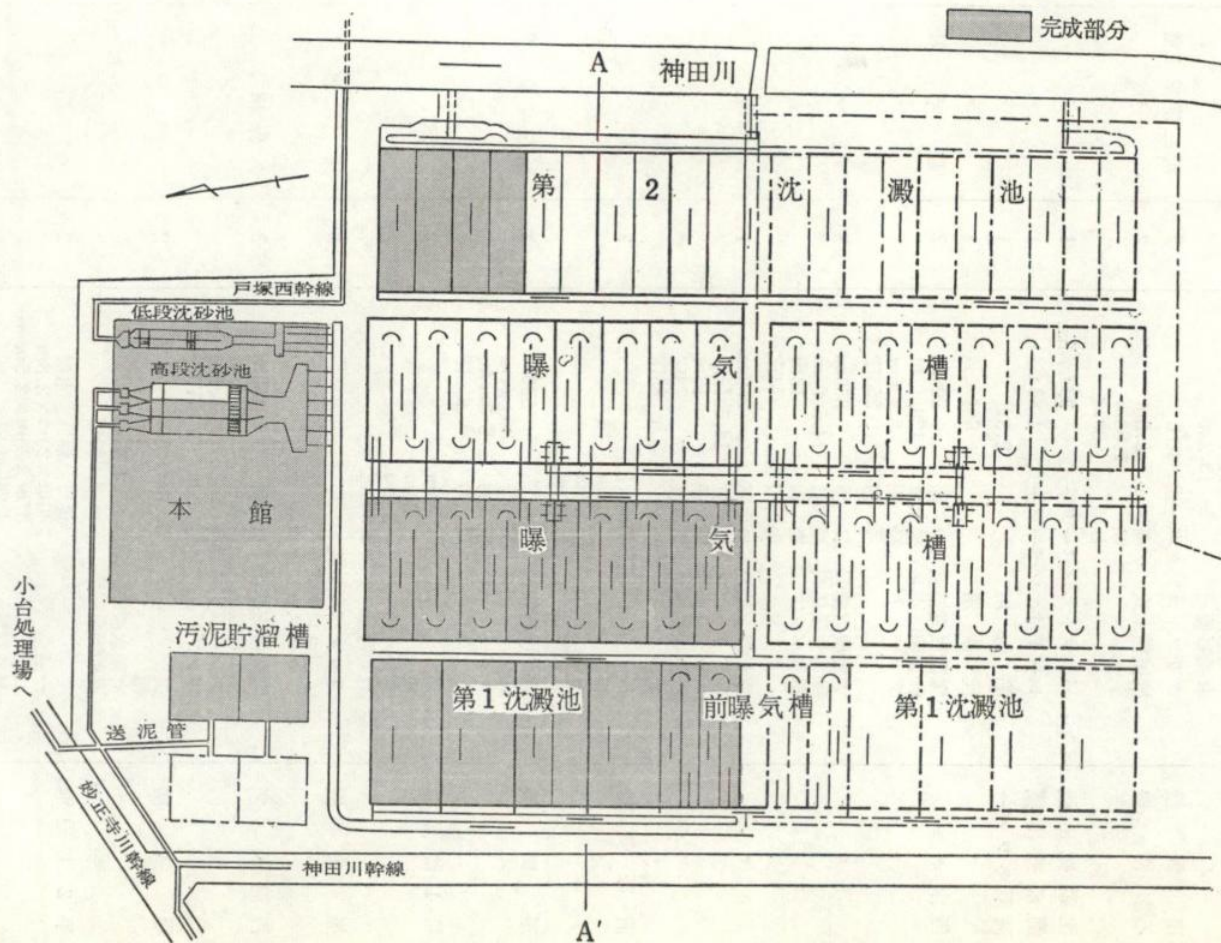 完成部分
A
神田川
第2沈澱池
戸塚西幹線
低段沈砂池
高段沈砂池
曝気槽
本館
曝気槽
小台処理場へ
汚泥貯溜槽
第1沈澱池
前曝気槽
第1沈澱池
送泥管
妙正寺川幹線
神田川幹線
A′